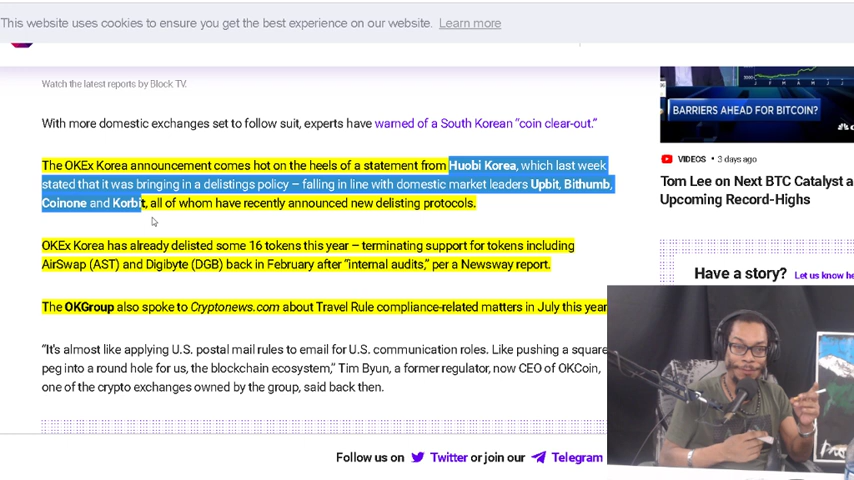 This website uses cookies to ensure you get the best experience on our website. Learn more
Watch the latest reports by Block TV.
With more domestic exchanges set to follow suit, experts have warned of a South Korean “coin clear-out.”
The OKEx Korea announcement comes hot on the heels of a statement from Huobi Korea, which last week
stated that it was bringing in a delistings policy – falling in line with domestic market leaders Upbit, Bithumb,
Coinone and Korbit, all of whom have recently announced new delisting protocols.
OKEx Korea has already delisted some 16 tokens this year – terminating support for tokens including
AirSwap (AST) and Digibyte (DGB) back in February after “internal audits,” per a Newsway report.
The OKGroup also spoke to Cryptonews.com about Travel Rule compliance-related matters in July this year
“It's almost like applying U.S. postal mail rules to email for U.S. communication roles. Like pushing a square
peg into a round hole for us, the blockchain ecosystem,” Tim Byun, a former regulator, now CEO of OKCoin,
one of the crypto exchanges owned by the group, said back then.
BARRIERS AHEAD FOR BITCOIN?
VIDEOS • 3 days ago
Tom Lee on Next BTC Catalyst a
Upcoming Record-Highs
Have a story? Let us know he
Follow us on Twitter or join our Telegram